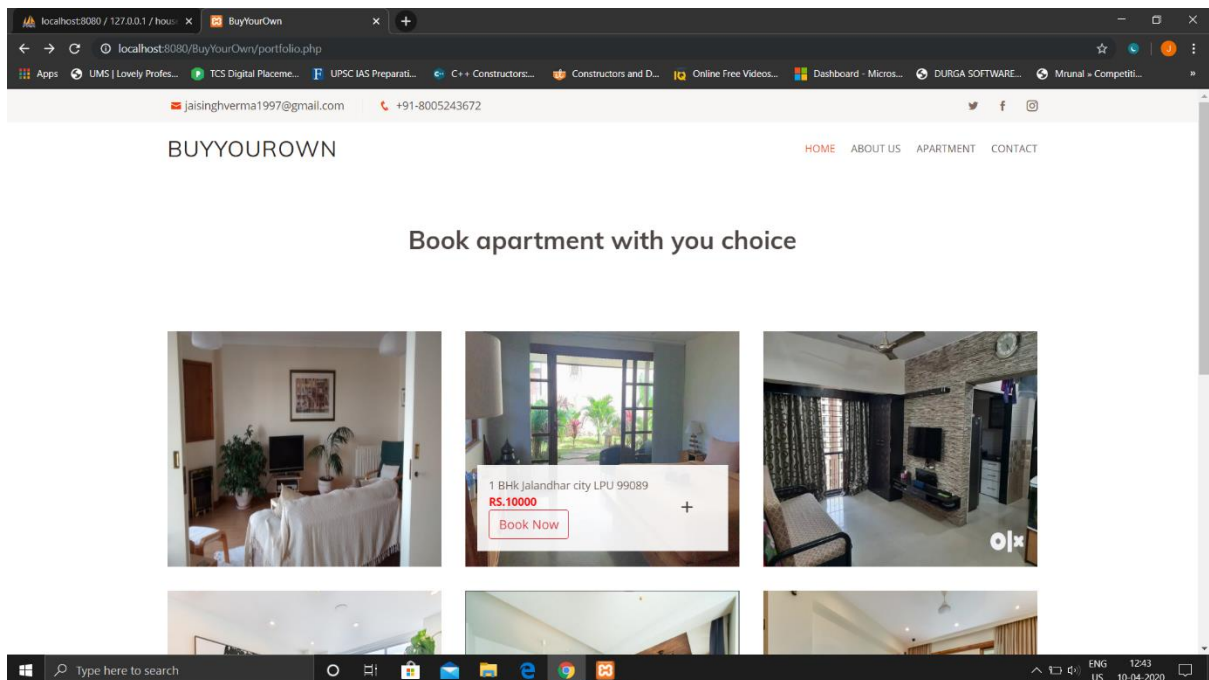 localhost:8080 / 127.0.0.1 / hous
BuyYourOwn
localhost:8080/BuyYourOwn/portfolio.php
Apps
UMS | Lovely Profes...
TCS Digital Placeme...
UPSC IAS Preparati...
C++ Constructors:...
Constructors and D...
Online Free Videos...
Dashboard - Micros...
DURGA SOFTWARE...
Mrunal » Competiti...
»
jaisinghverma1997@gmail.com
+91-8005243672
BUYYOUROWN
HOME ABOUT US APARTMENT CONTACT
Book apartment with you choice
1 BHk Jalandhar city LPU 99089
RS.10000
Book Now
+
olx
Type here to search
ENG
US
12:43
10-04-2020